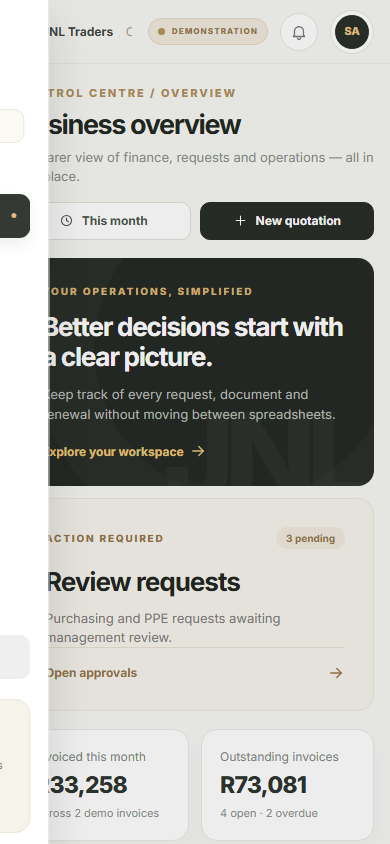 NL Traders
DEMONSTRATION
SA
TROL CENTRE / OVERVIEW
siness overview
arer view of finance, requests and operations — all in
place.
This month
New quotation
YOUR OPERATIONS, SIMPLIFIED
Better decisions start with
a clear picture.
Keep track of every request, document and
renewal without moving between spreadsheets.
Explore your workspace
ACTION REQUIRED
3 pending
Review requests
Purchasing and PPE requests awaiting
management review.
Open approvals
voiced this month
Outstanding invoices
33,258
R73,081
ross 2 demo invoices
4 open · 2 overdue